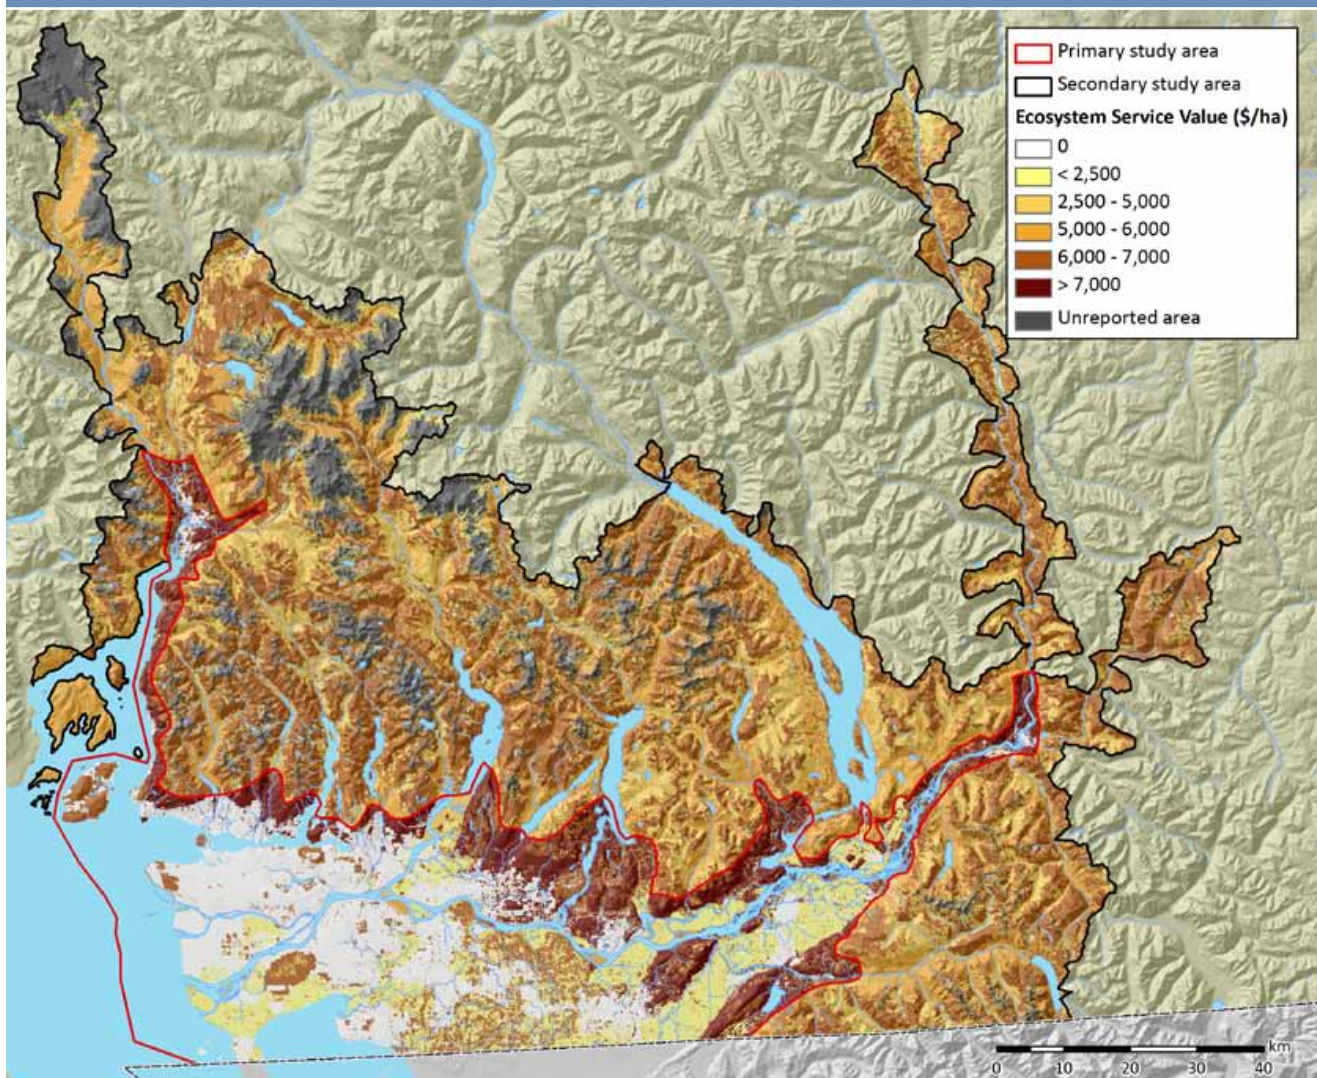 Primary study area
Secondary study area
Ecosystem Service Value ($/ha)
0
< 2,500
2,500 - 5,000
5,000 - 6,000
6,000 - 7,000
> 7,000
Unreported area
km
0 10 20 30 40